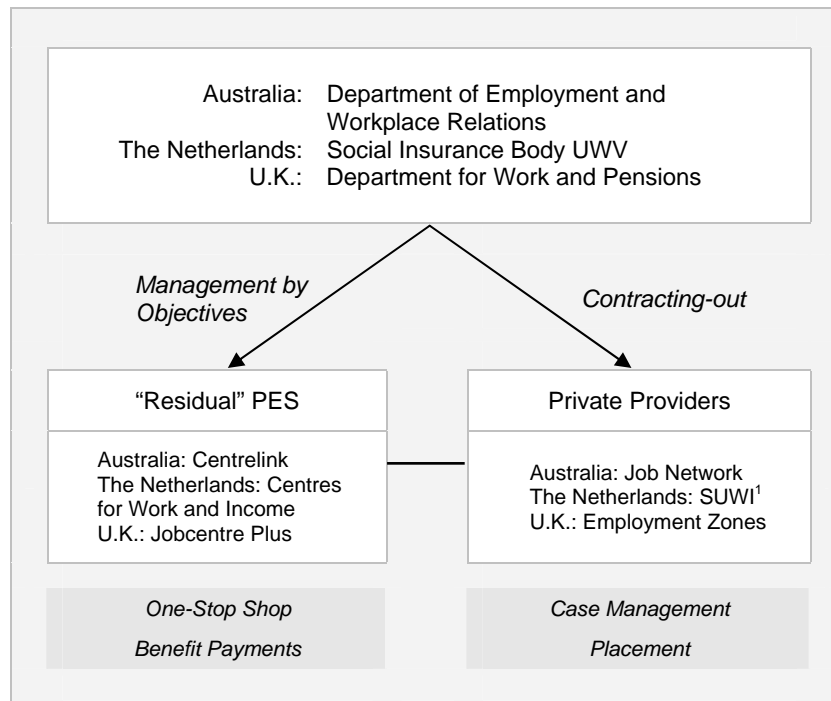 Australia: Department of Employment and
Workplace Relations
The Netherlands: Social Insurance Body UWV
U.K.: Department for Work and Pensions
Management by
Objectives
Contracting-out
“Residual” PES
Australia: Centrelink
The Netherlands: Centres
for Work and Income
U.K.: Jobcentre Plus
Private Providers
Australia: Job Network
The Netherlands: SUWI¹
U.K.: Employment Zones
One-Stop Shop
Benefit Payments
Case Management
Placement